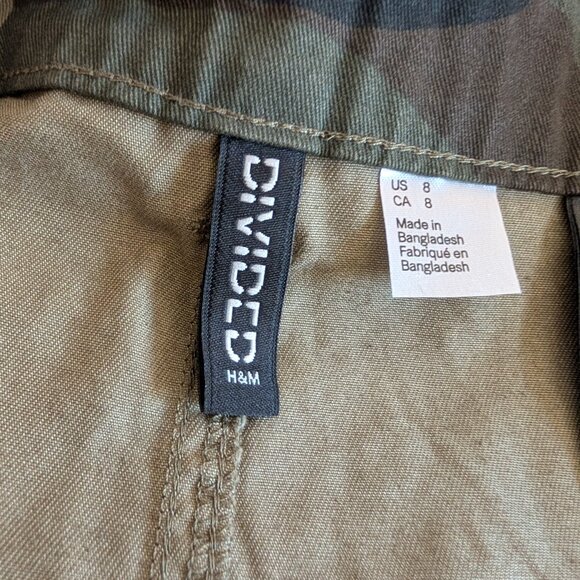 DIVIDED
H&M
US 8
CA 8
Made in
Bangladesh
Fabriqué en
Bangladesh